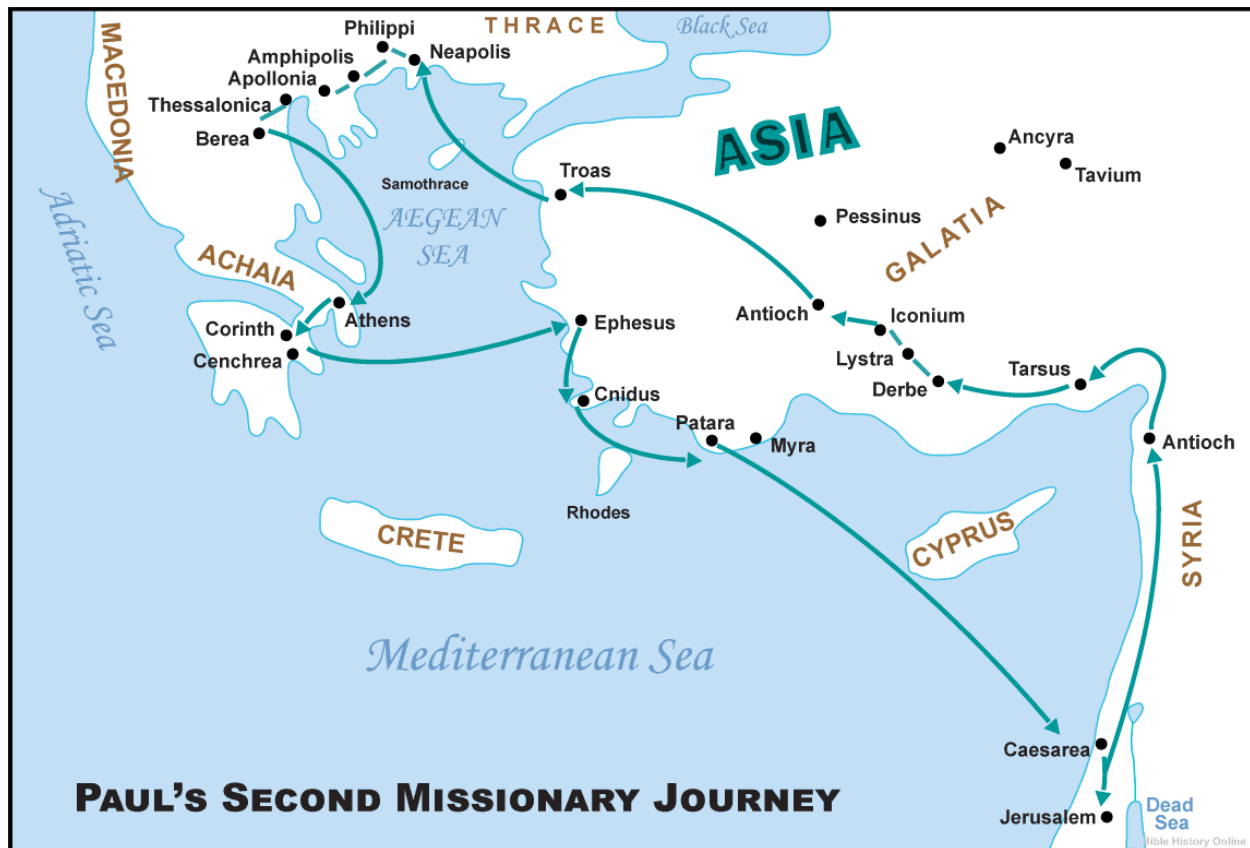 Black Sea
THRACE
Philippi
Neapolis
Amphipolis
Apollonia
MACEDONIA
Thessalonica
Berea
ASIA
Ancyra
Tavium
Troas
Samothrace
AEGEAN
SEA
Pessinus
GALATIA
Adriatic Sea
ACHAIA
Athens
Corinth
Cenchrea
Ephesus
Antioch
Iconium
Lystra
Derbe
Tarsus
Cnidus
Patara
Myra
Antioch
Rhodes
CRETE
CYPRUS
SYRIA
Mediterranean Sea
Caesarea
Jerusalem
Dead
Sea
PAUL'S SECOND MISSIONARY JOURNEY
Bible History Online